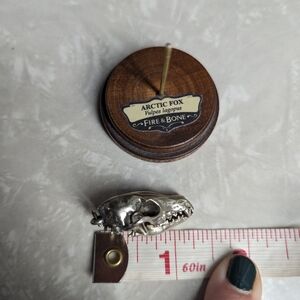 ARCTIC FOX
Vulpes lagopus
FIRE & BONE
1
60in